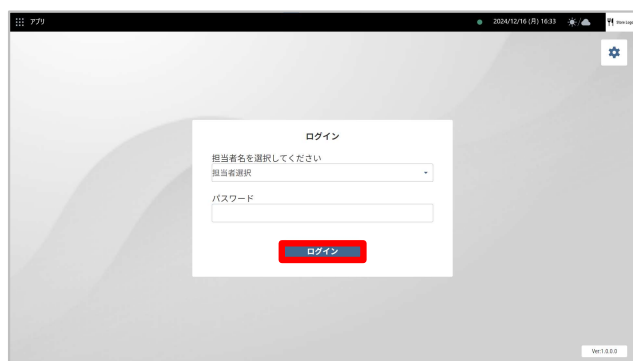 アプリ
2024/12/16 (月) 16:33
Store Logo
ログイン
担当者名を選択してください
担当者選択
パスワード
ログイン
Ver.1.0.0.0